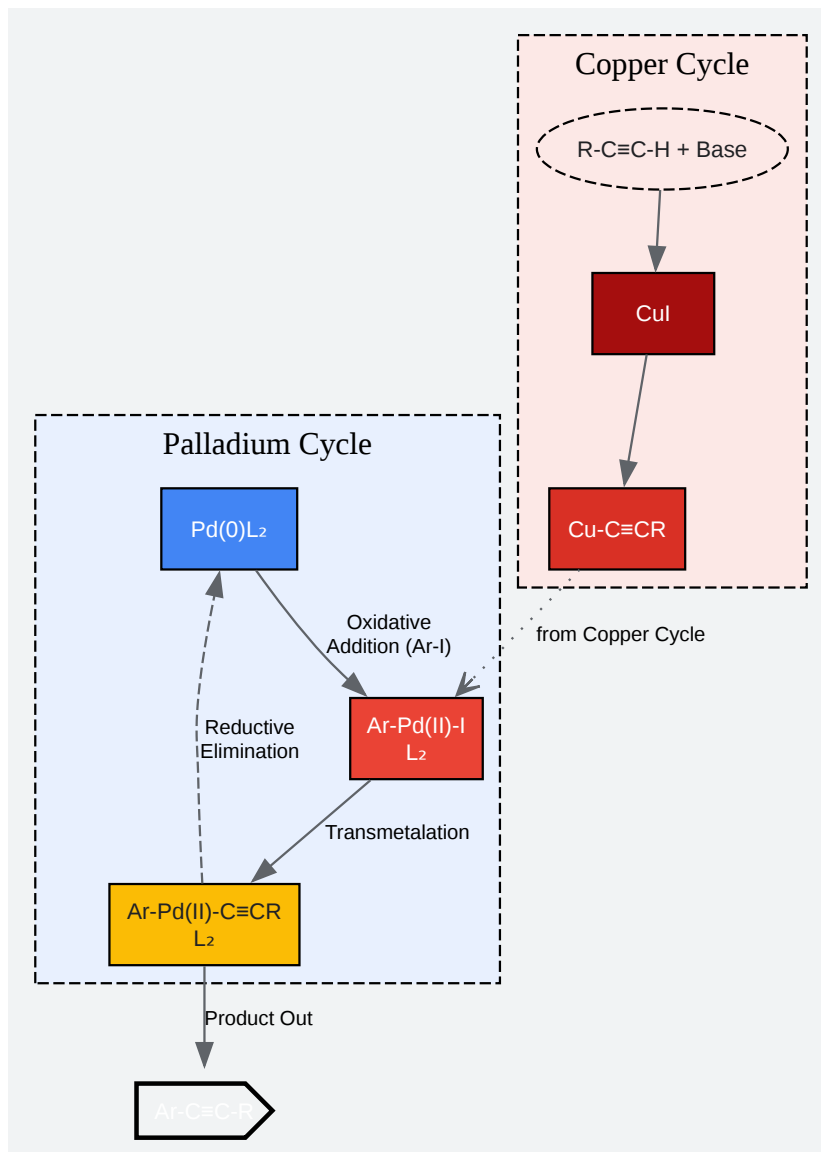 Copper Cycle
R-C≡C-H + Base
CuI
Palladium Cycle
Pd(0)L₂
Cu-C≡CR
Oxidative
Addition (Ar-I)
from Copper Cycle
Ar-Pd(II)-I
L₂
Reductive
Elimination
Transmetalation
Ar-Pd(II)-C≡CR
L₂
Product Out
Ar-C≡C-R